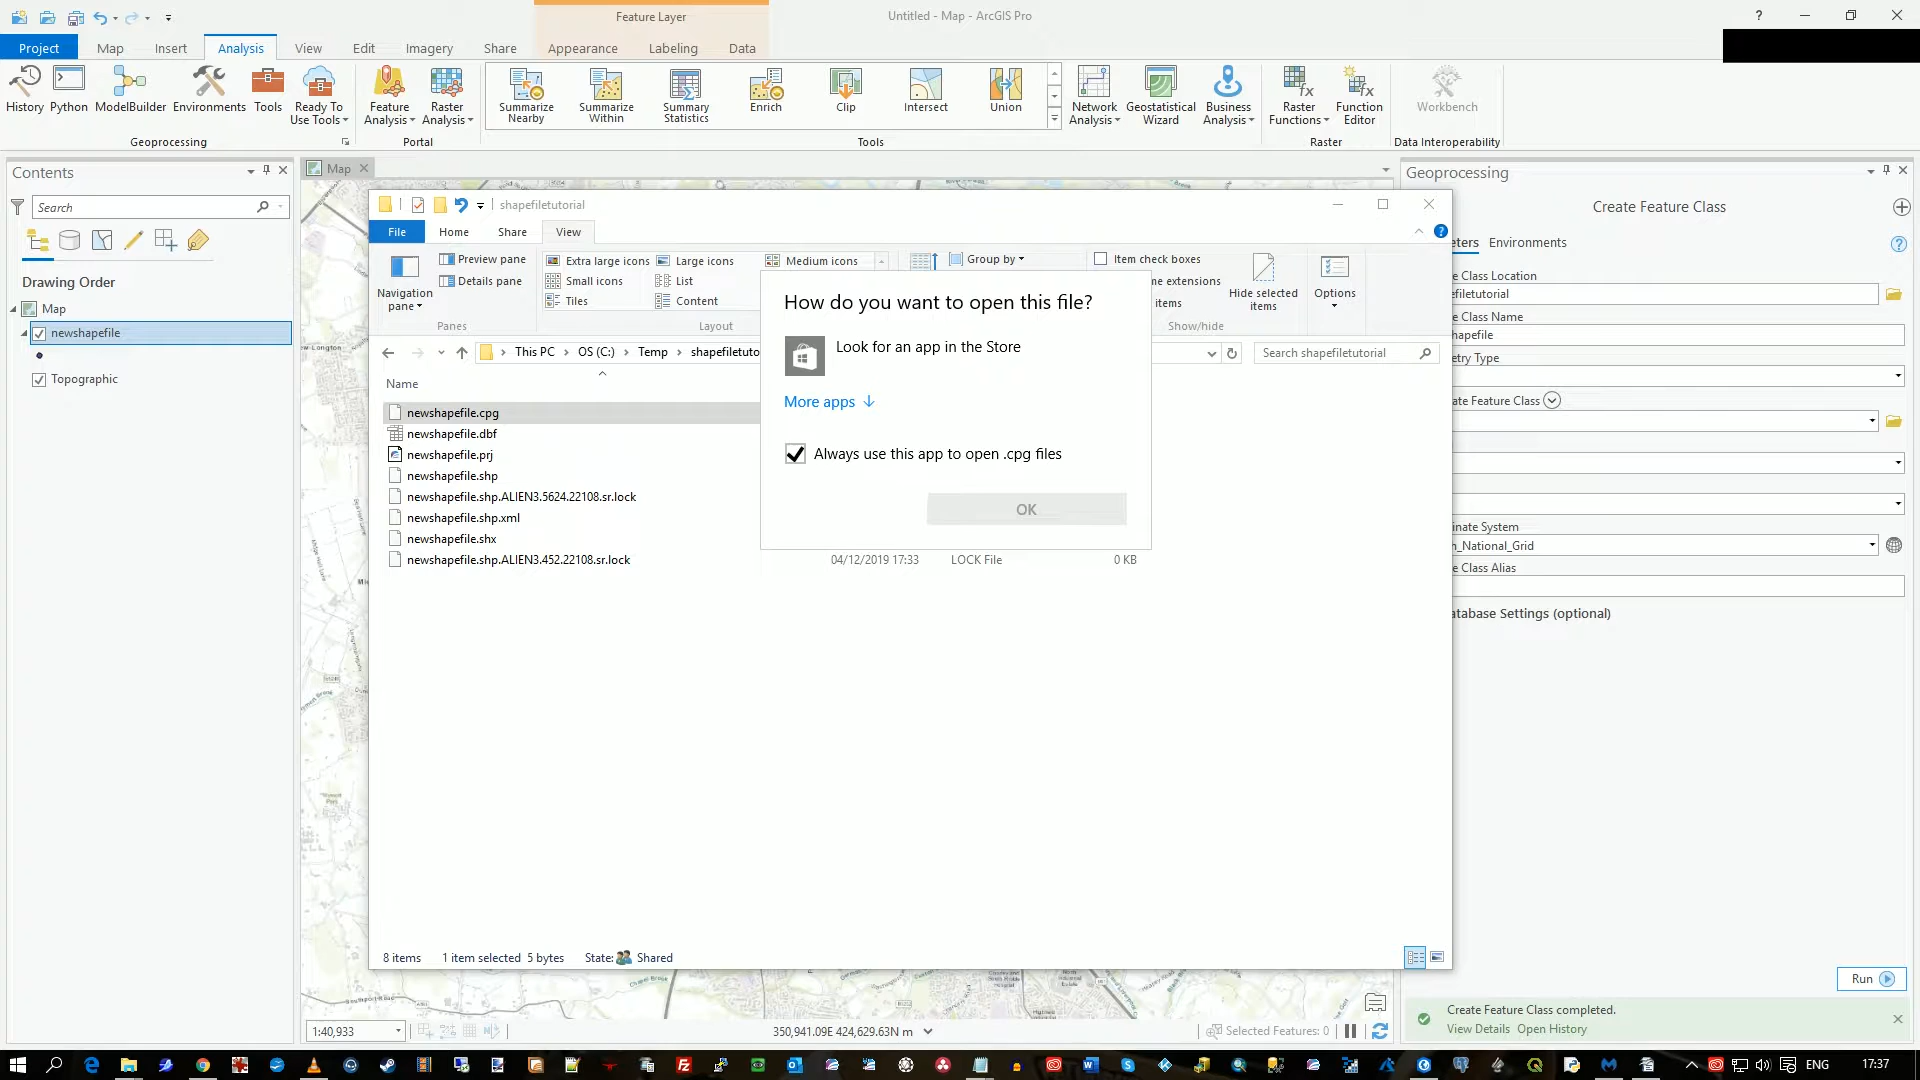 Feature Layer
Untitled - Map - ArcGIS Pro
Project
Map
Insert
Analysis
View
Edit
Imagery
Share
Appearance
Labeling
Data
History
Python
ModelBuilder
Environments
Tools
Ready To
Use Tools
Feature
Analysis
Raster
Analysis
Summarize
Nearby
Summarize
Within
Summary
Statistics
Enrich
Clip
Intersect
Union
Network
Analysis
Geostatistical
Wizard
Business
Analysis
Raster
Functions
Function
Editor
Workbench
Geoprocessing
Portal
Tools
Raster
Data Interoperability
Contents
Search
Drawing Order
Map
newshapefile
Topographic
Map
shapefiletutorial
File
Home
Share
View
Navigation
pane
Preview pane
Details pane
Panes
Extra large icons
Large icons
Medium icons
Small icons
List
Tiles
Content
Layout
Group by
Item check boxes
me extensions
items
Show/hide
Hide selected
items
Options
This PC
OS (C:)
Temp
shapefiletuto
Search shapefiletutorial
Name
newshapefile.cpg
newshapefile.dbf
newshapefile.prj
newshapefile.shp
newshapefile.shp.ALIEN3.5624.22108.sr.lock
newshapefile.shp.xml
newshapefile.shx
newshapefile.shp.ALIEN3.452.22108.sr.lock
04/12/2019 17:33
LOCK File
0 KB
How do you want to open this file?
Look for an app in the Store
More apps
Always use this app to open .cpg files
OK
8 items
1 item selected 5 bytes
State:
Shared
Geoprocessing
Create Feature Class
eters
Environments
e Class Location
filetutorial
e Class Name
shapefile
etry Type
ate Feature Class
inate System
h_National_Grid
e Class Alias
atabase Settings (optional)
Run
Create Feature Class completed.
View Details Open History
1:40,933
350,941.09E 424,629.63N m
Selected Features: 0
ENG
17:37